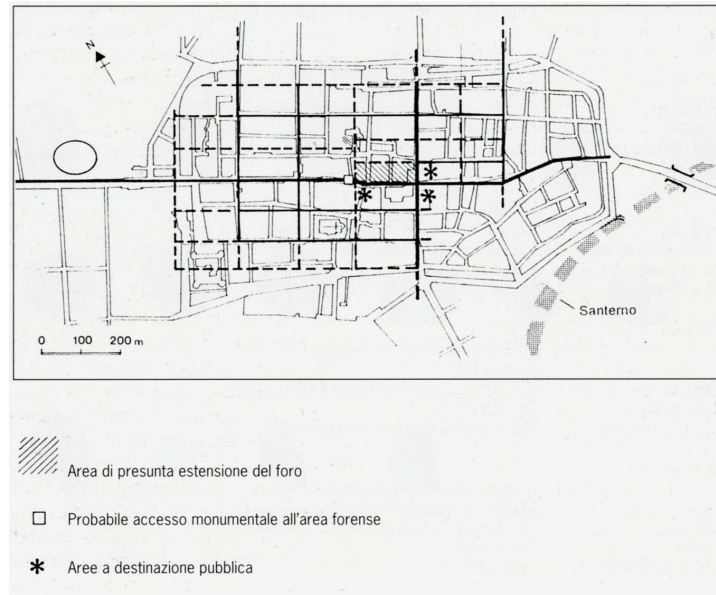 N
Santerno
0 100 200 m
Area di presunta estensione del foro
Probabile accesso monumentale all'area forense
Aree a destinazione pubblica